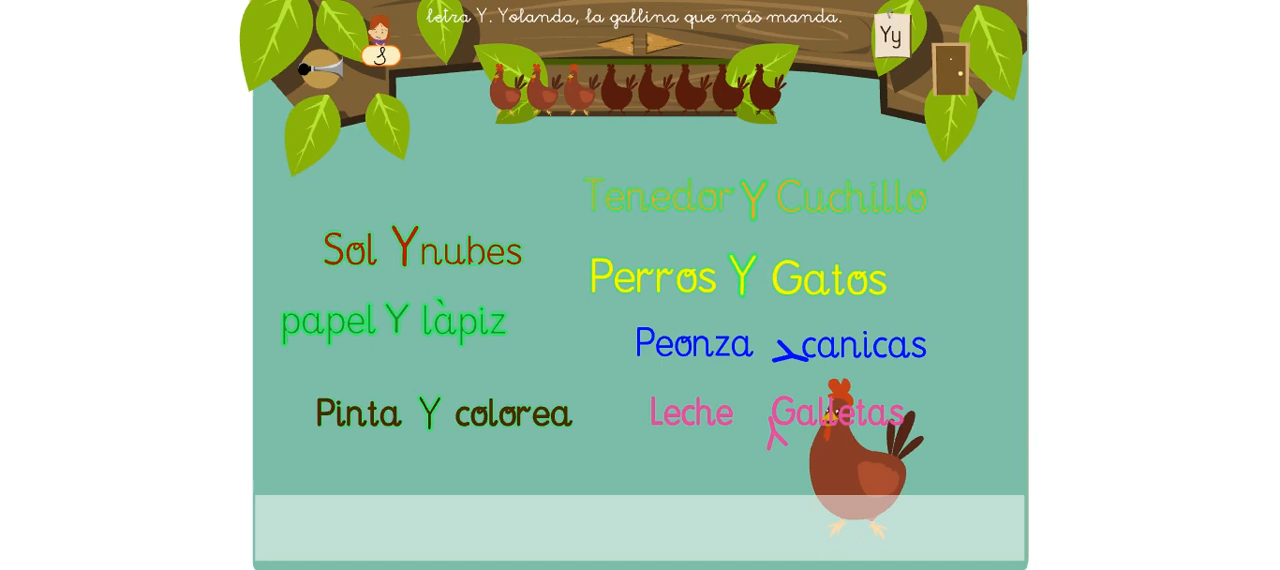 letra Y. Yolanda, la gallina que más manda.
Yy
Tenedor Y Cuchillo
Sol Y nubes
Perros Y Gatos
papel Y làpiz
Peonza Y canicas
Pinta Y colorea
Leche Y Galletas